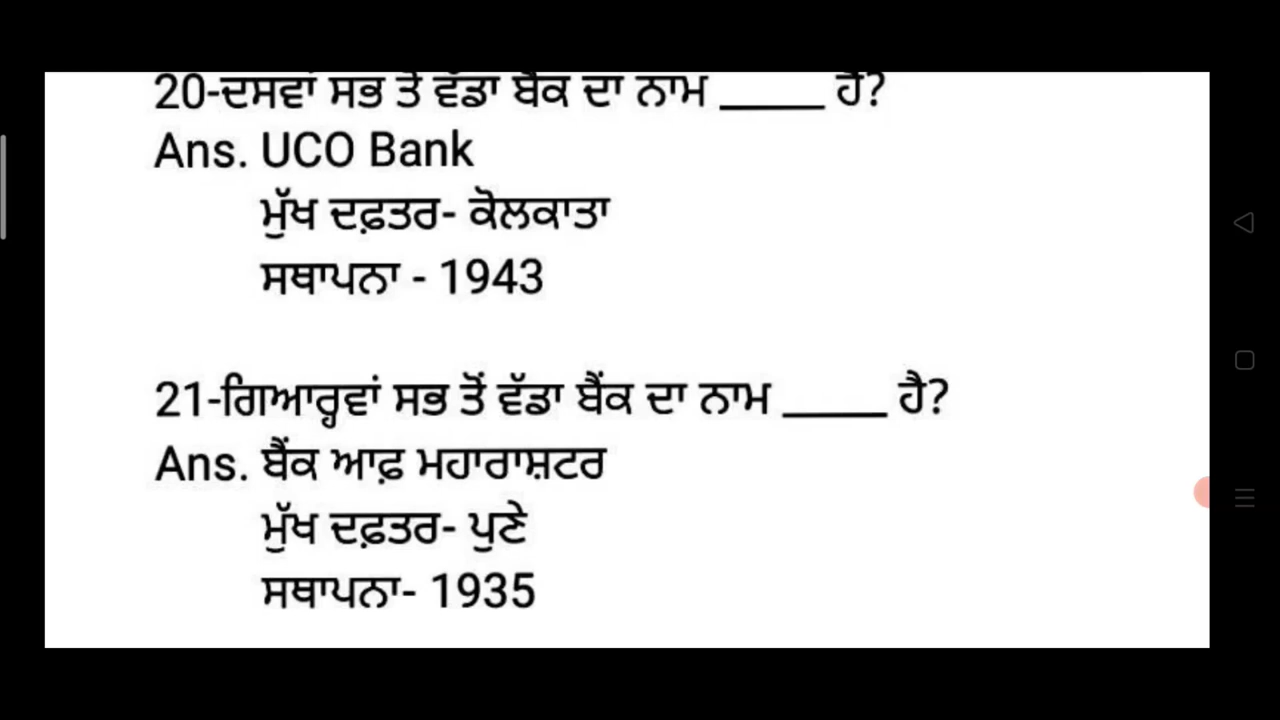 20-ਦਸਵਾਂ ਸਭ ਤੋਂ ਵੱਡਾ ਬੈਂਕ ਦਾ ਨਾਮ _____ ਹੈ?
Ans. UCO Bank
ਮੁੱਖ ਦਫ਼ਤਰ- ਕੋਲਕਾਤਾ
ਸਥਾਪਨਾ - 1943
21-ਗਿਆਰ੍ਹਵਾਂ ਸਭ ਤੋਂ ਵੱਡਾ ਬੈਂਕ ਦਾ ਨਾਮ _____ ਹੈ?
Ans. ਬੈਂਕ ਆਫ਼ ਮਹਾਰਾਸ਼ਟਰ
ਮੁੱਖ ਦਫ਼ਤਰ- ਪੁਣੇ
ਸਥਾਪਨਾ- 1935